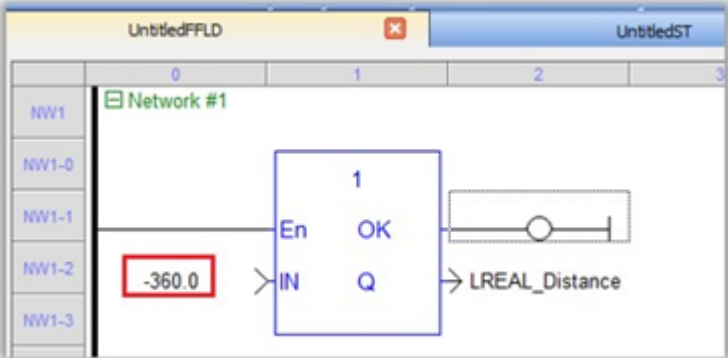 UntitledFFLD UntitledST
0 1 2 3
NW1 Network #1
NW1-0 1
NW1-1 En OK
NW1-2 -360.0 IN Q LREAL_Distance
NW1-3